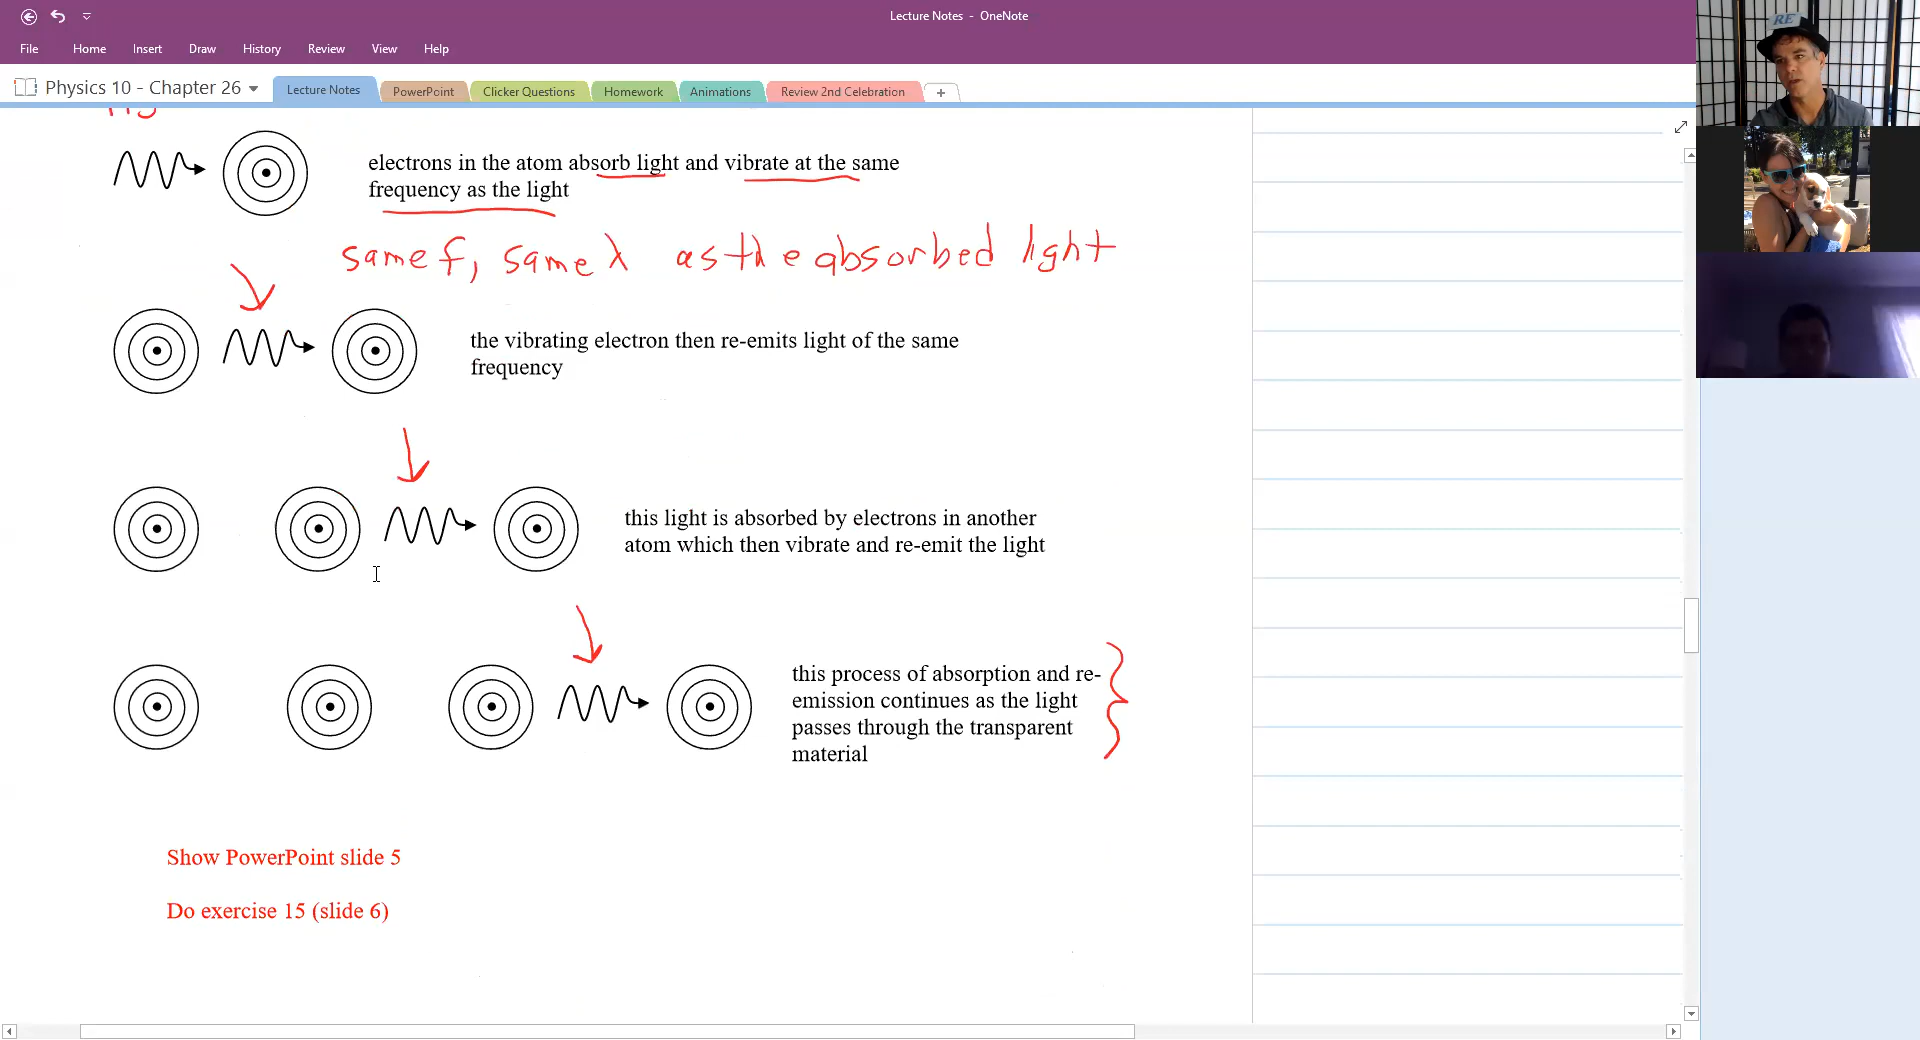 Lecture Notes - OneNote
File Home Insert Draw History Review View Help
Physics 10 - Chapter 26 Lecture Notes PowerPoint Clicker Questions Homework Animations Review 2nd Celebration +
RE
electrons in the atom absorb light and vibrate at the same
frequency as the light
same f, same λ as the absorbed light
the vibrating electron then re-emits light of the same
frequency
this light is absorbed by electrons in another
atom which then vibrate and re-emit the light
this process of absorption and re-
emission continues as the light
passes through the transparent
material
Show PowerPoint slide 5
Do exercise 15 (slide 6)